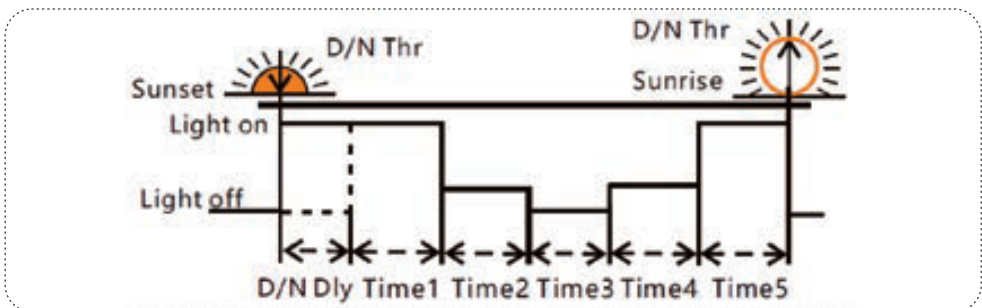 D/N Thr
D/N Thr
Sunset
Sunrise
Light on
Light off
D/N Dly Time1 Time2 Time3 Time4 Time5